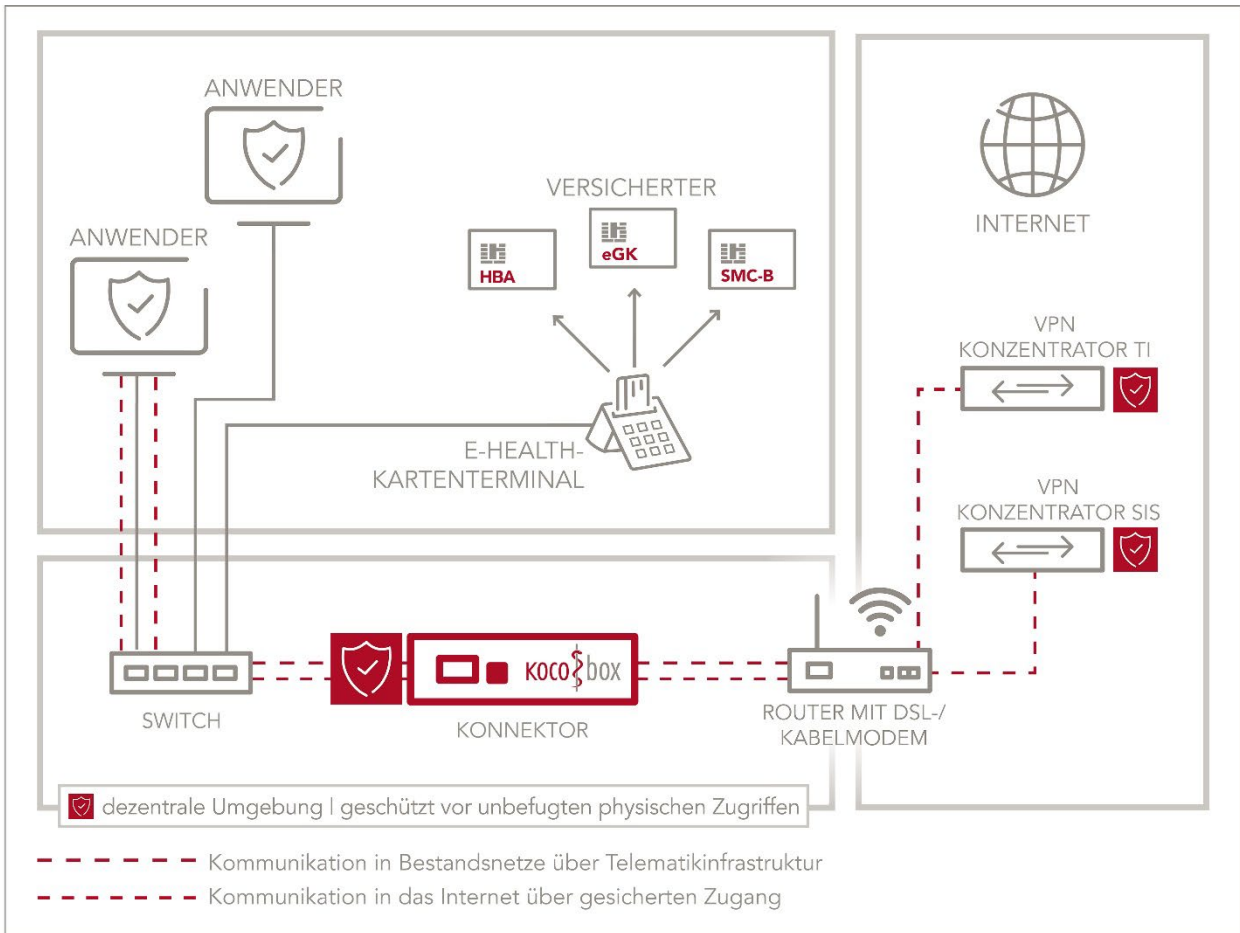 ANWENDER
ANWENDER
VERSICHERTER
HBA
eGK
SMC-B
E-HEALTH-
KARTENTERMINAL
INTERNET
VPN
KONZENTRATOR TI
VPN
KONZENTRATOR SIS
SWITCH
KOCO box
KONNEKTOR
ROUTER MIT DSL-/
KABELMODEM
dezentrale Umgebung | geschützt vor unbefugten physischen Zugriffen
Kommunikation in Bestandsnetze über Telematikinfrastruktur
Kommunikation in das Internet über gesicherten Zugang